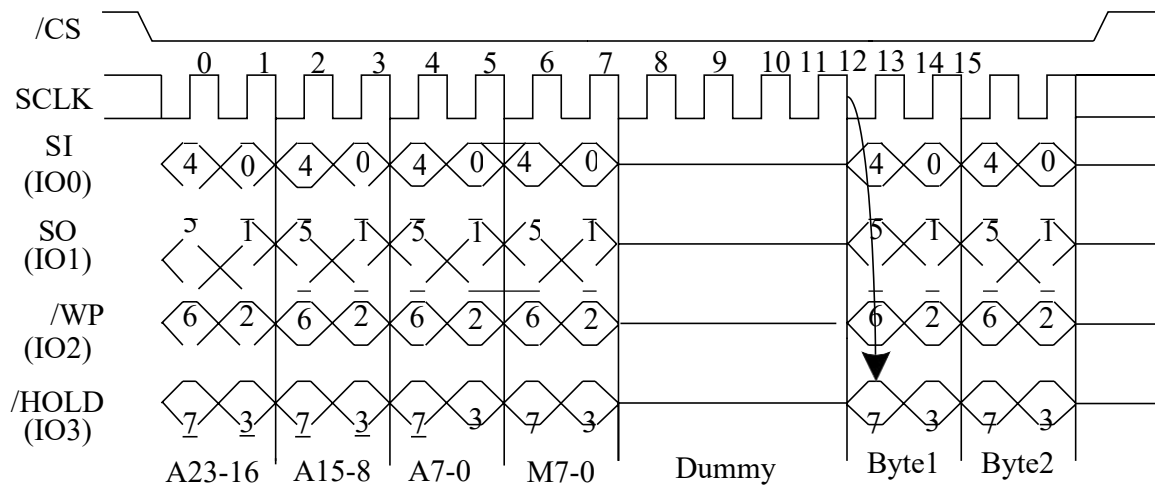 /CS
0 1 2 3 4 5 6 7 8 9 10 11 12 13 14 15
SCLK
SI 4 0 4 0 4 0 4 0 4 0 4 0
(IO0)
SO 5 1 5 1 5 1 5 1 5 1 5 1
(IO1)
/WP 6 2 6 2 6 2 6 2 6 2 6 2
(IO2)
/HOLD 7 3 7 3 7 3 7 3 7 3 7 3
(IO3)
A23-16 A15-8 A7-0 M7-0 Dummy Byte1 Byte2